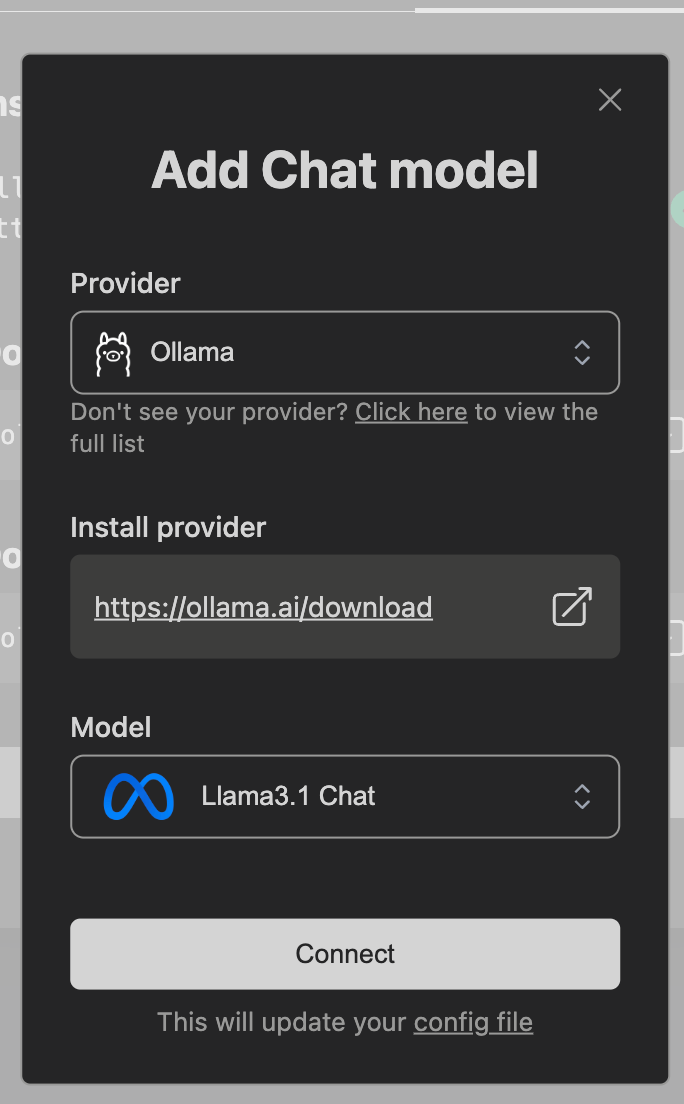 Add Chat model
Provider
Ollama
Don't see your provider? Click here to view the
full list
Install provider
https://ollama.ai/download
Model
Llama3.1 Chat
Connect
This will update your config file